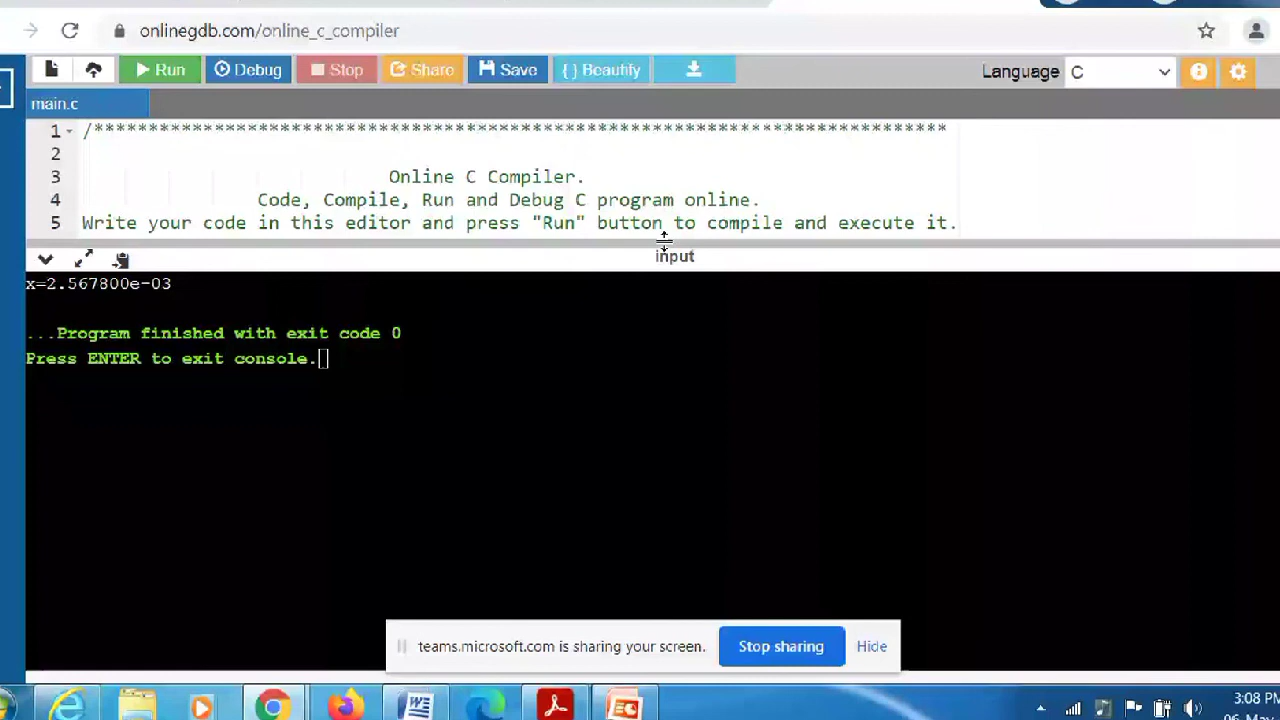 onlinegdb.com/online_c_compiler
Run Debug Stop Share Save { } Beautify Language C
main.c
1 /******************************************************************************
2
3 Online C Compiler.
4 Code, Compile, Run and Debug C program online.
5 Write your code in this editor and press "Run" button to compile and execute it.
input
x=2.567800e-03
...Program finished with exit code 0
Press ENTER to exit console.
teams.microsoft.com is sharing your screen. Stop sharing Hide
3:08 PM